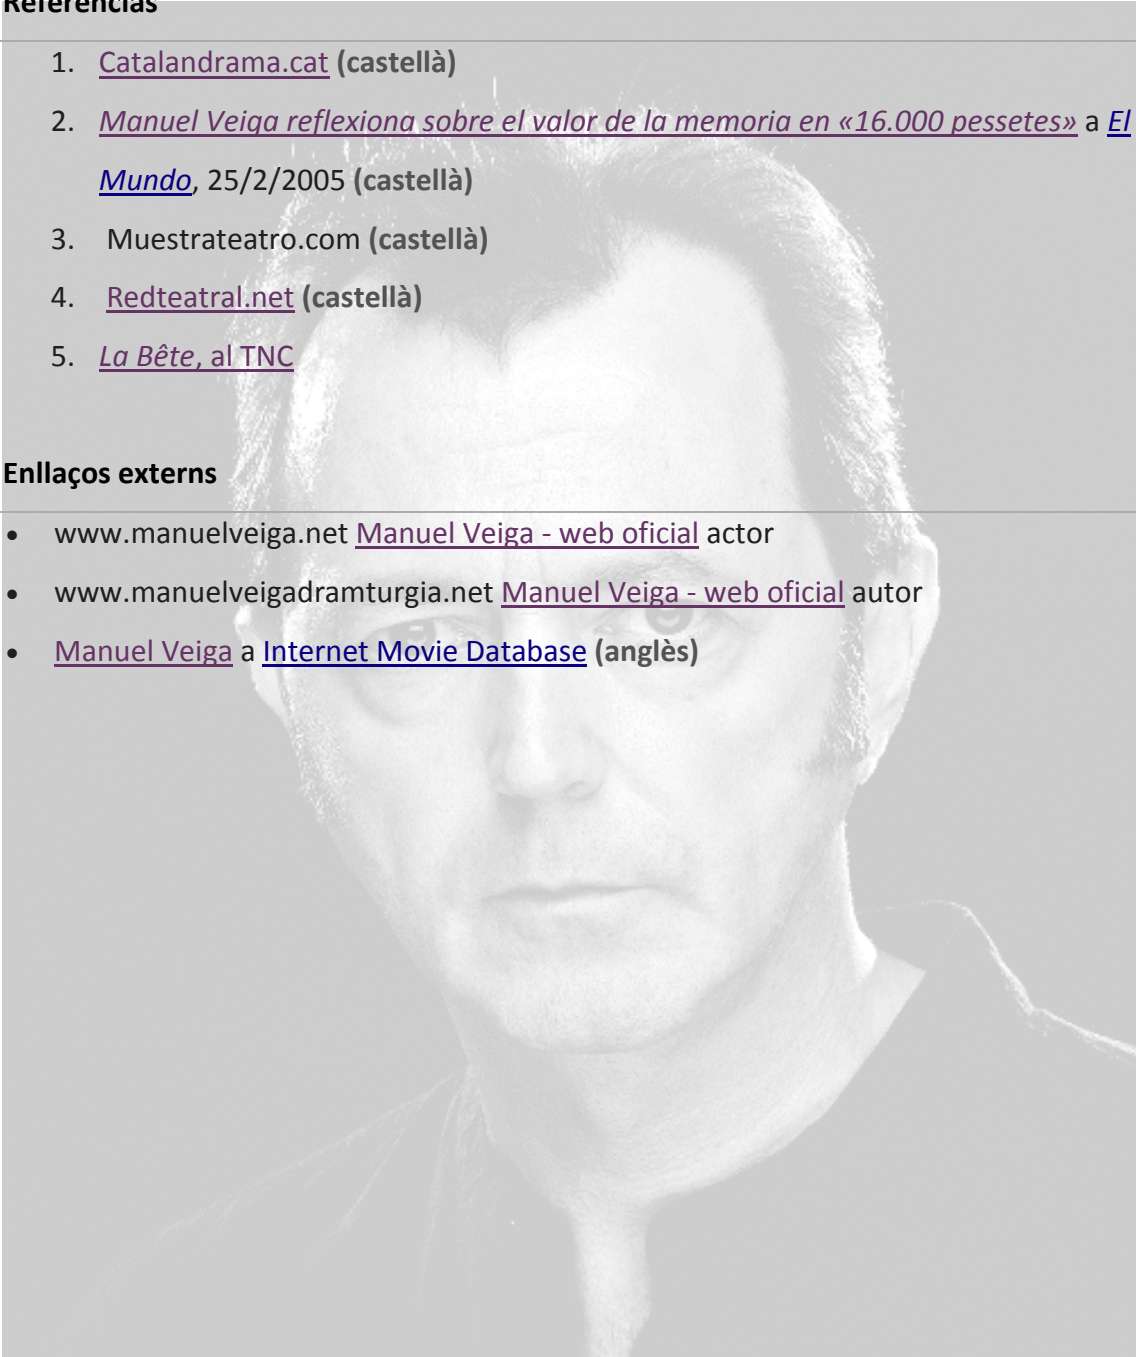 Referencias
1. Catalandrama.cat (castellà)
2. Manuel Veiga reflexiona sobre el valor de la memoria en «16.000 pessetes» a El
Mundo, 25/2/2005 (castellà)
3. Muestrateatro.com (castellà)
4. Redteatral.net (castellà)
5. La Bête, al TNC
Enllaços externs
• www.manuelveiga.net Manuel Veiga - web oficial actor
• www.manuelveigadramturgia.net Manuel Veiga - web oficial autor
• Manuel Veiga a Internet Movie Database (anglès)